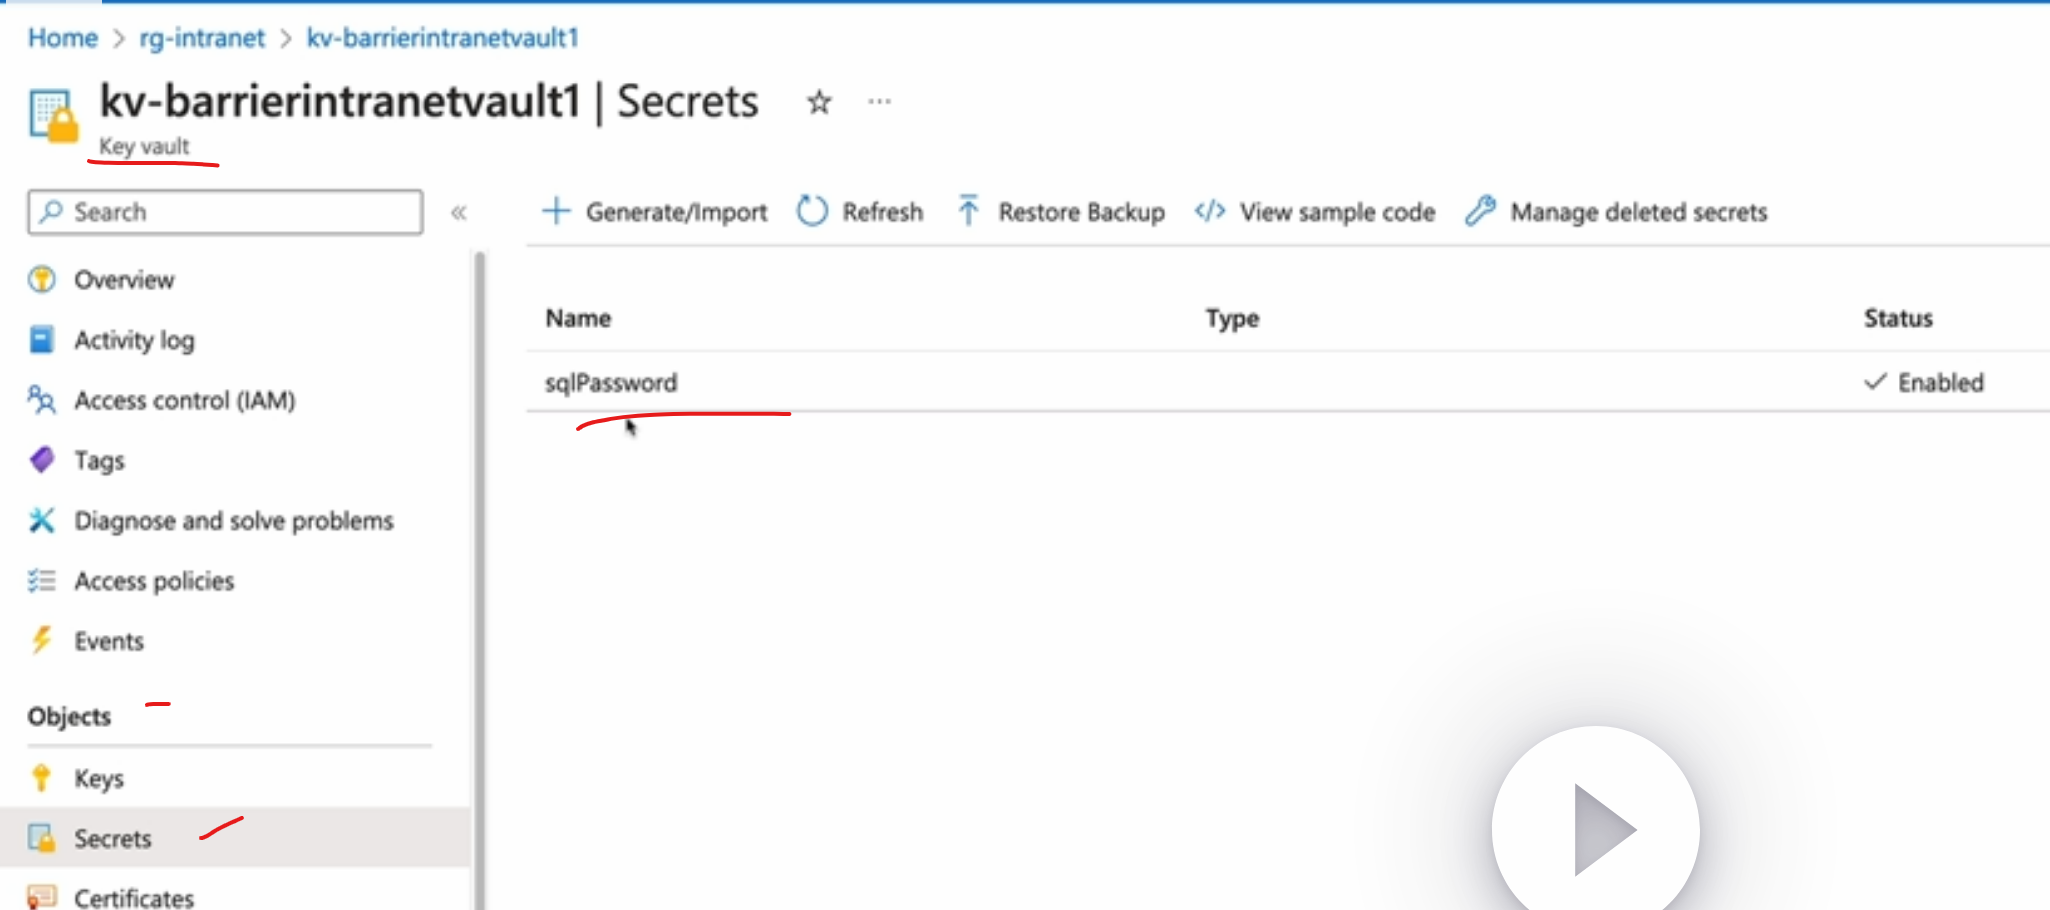 Home > rg-intranet > kv-barrierintranetvault1
kv-barrierintranetvault1 | Secrets ☆ ...
Key vault
Search «
Generate/Import Refresh Restore Backup View sample code Manage deleted secrets
Overview
Activity log
Access control (IAM)
Tags
Diagnose and solve problems
Access policies
Events
Objects
Keys
Secrets
Certificates
Name Type Status
sqlPassword ✓ Enabled